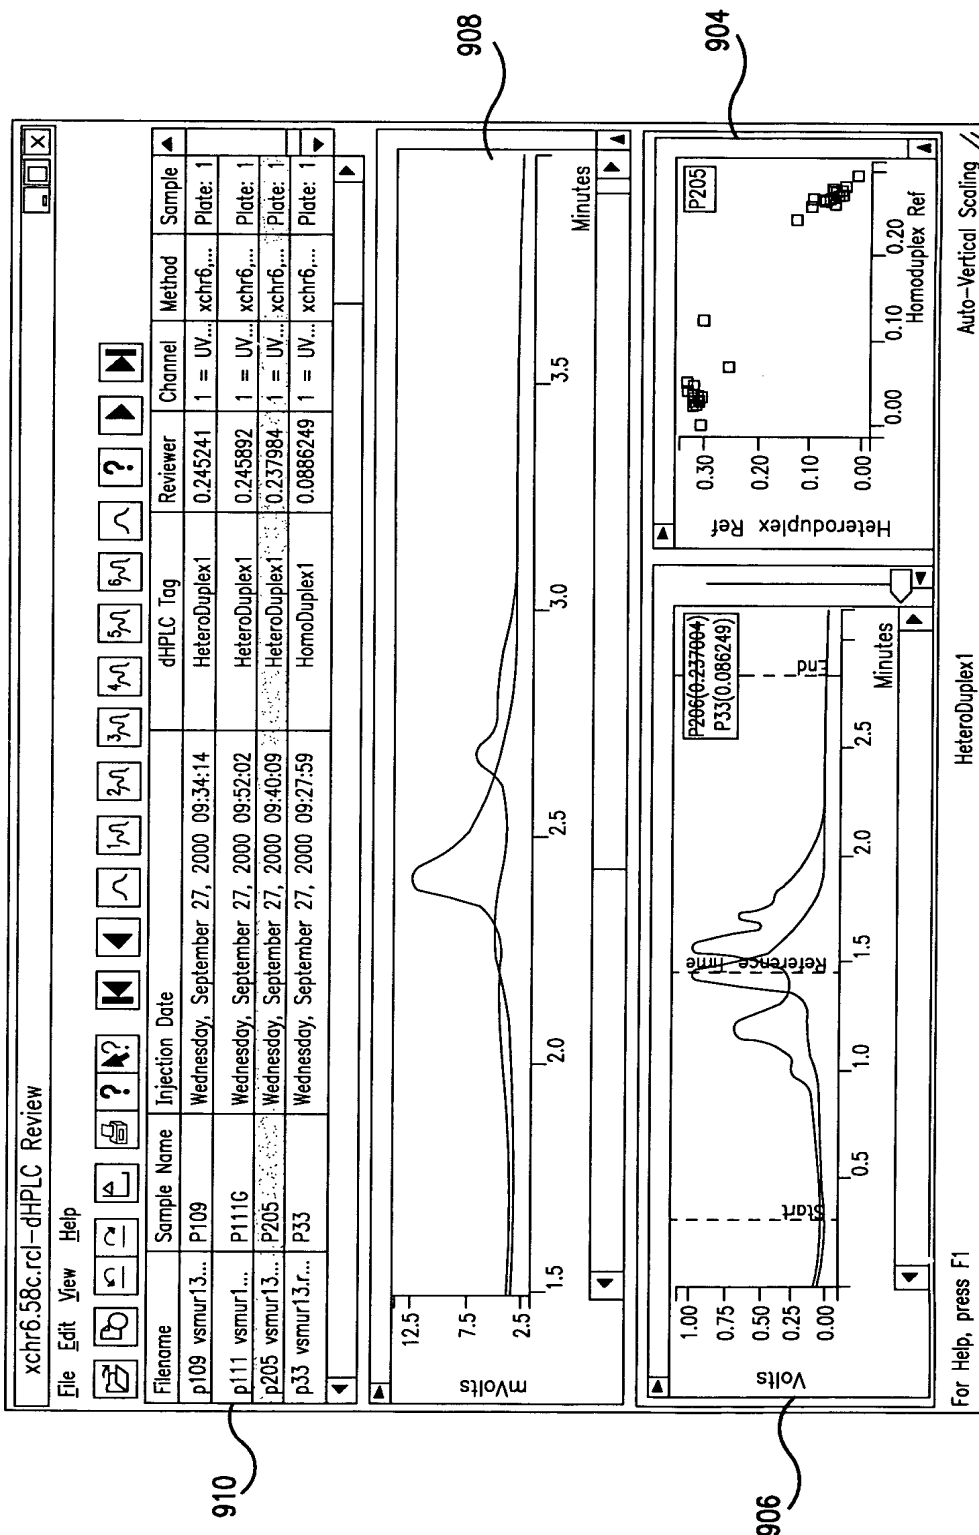 xchr6.58c.rcl-dHPLC Review
File Edit View Help
Filename Sample Name Injection Date dHPLC Tag Reviewer Channel Method Sample
p109 vsmur13... P109 Wednesday, September 27, 2000 09:34:14 HeteroDuplex1 0.245241 1 = UV... xchr6,... Plate: 1
p111 vsmur1... P111G Wednesday, September 27, 2000 09:52:02 HeteroDuplex1 0.245892 1 = UV... xchr6,... Plate: 1
p205 vsmur13... P205 Wednesday, September 27, 2000 09:40:09 HeteroDuplex1 0.237984 1 = UV... xchr6,... Plate: 1
p33 vsmur13.r... P33 Wednesday, September 27, 2000 09:27:59 HomoDuplex1 0.0886249 1 = UV... xchr6,... Plate: 1
910
mVolts
12.5
7.5
2.5
1.5 2.0 2.5 3.0 3.5
Minutes
908
Volts
1.00
0.75
0.50
0.25
0.00
Start
Reference Time
End
P206(0.237004)
P33(0.086249)
0.5 1.0 1.5 2.0 2.5
Minutes
906
Heteroduplex Ref
0.30
0.20
0.10
0.00
P205
0.00 0.10 0.20
Homoduplex Ref
904
For Help, press F1 HeteroDuplex1 Auto-Vertical Scaling